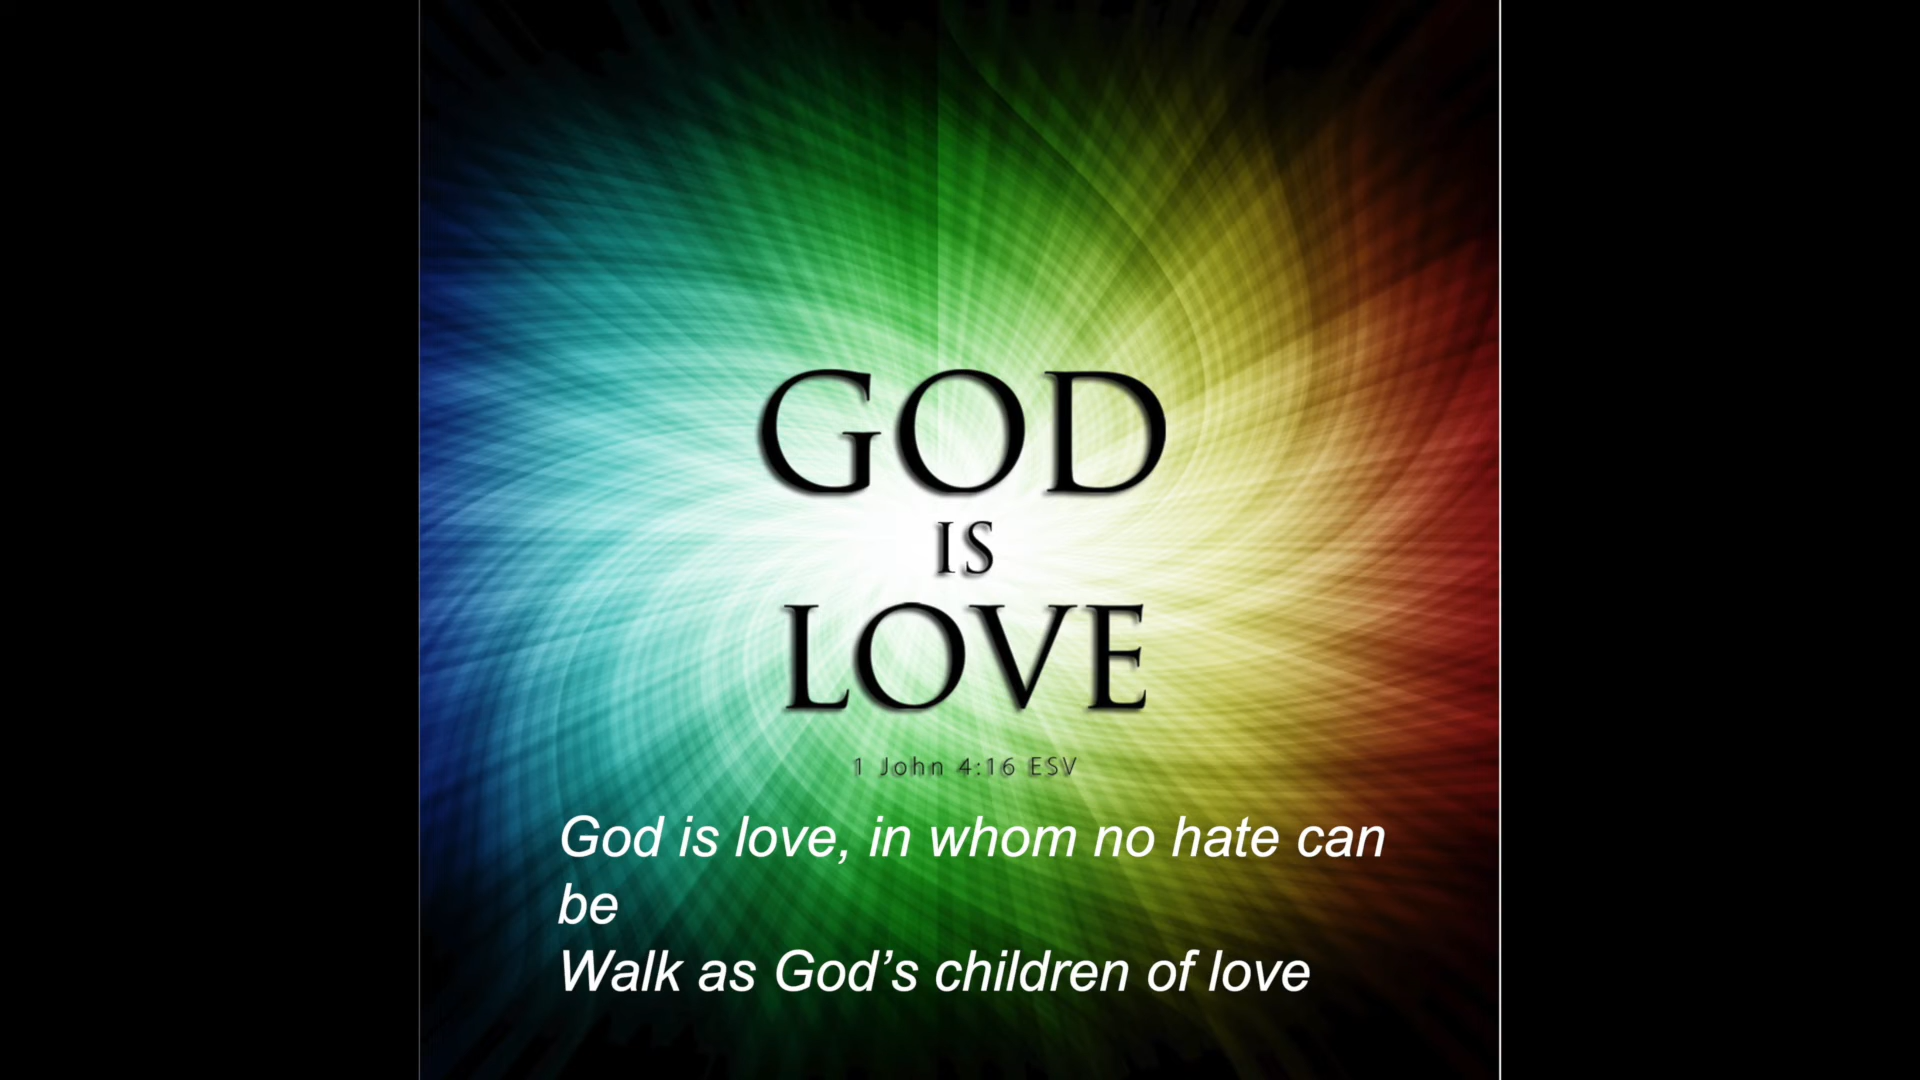 GOD
IS
LOVE
1 John 4:16 ESV
God is love, in whom no hate can
be
Walk as God’s children of love